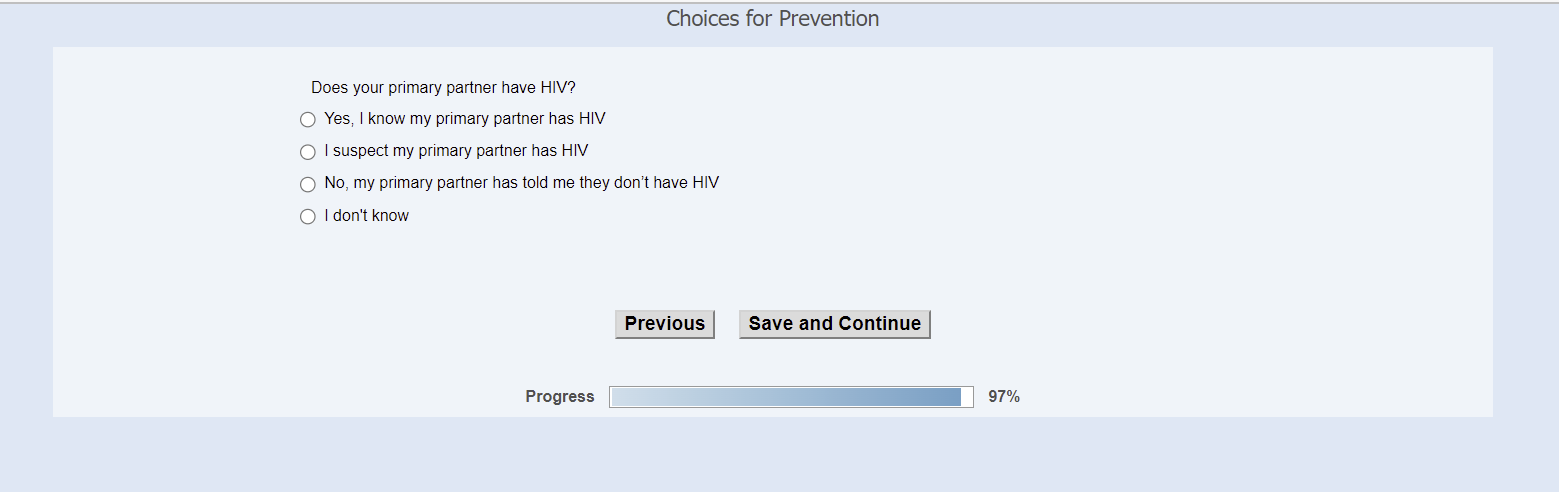 Choices for Prevention
Does your primary partner have HIV?
Yes, I know my primary partner has HIV
I suspect my primary partner has HIV
No, my primary partner has told me they don’t have HIV
I don't know
Previous Save and Continue
Progress 97%